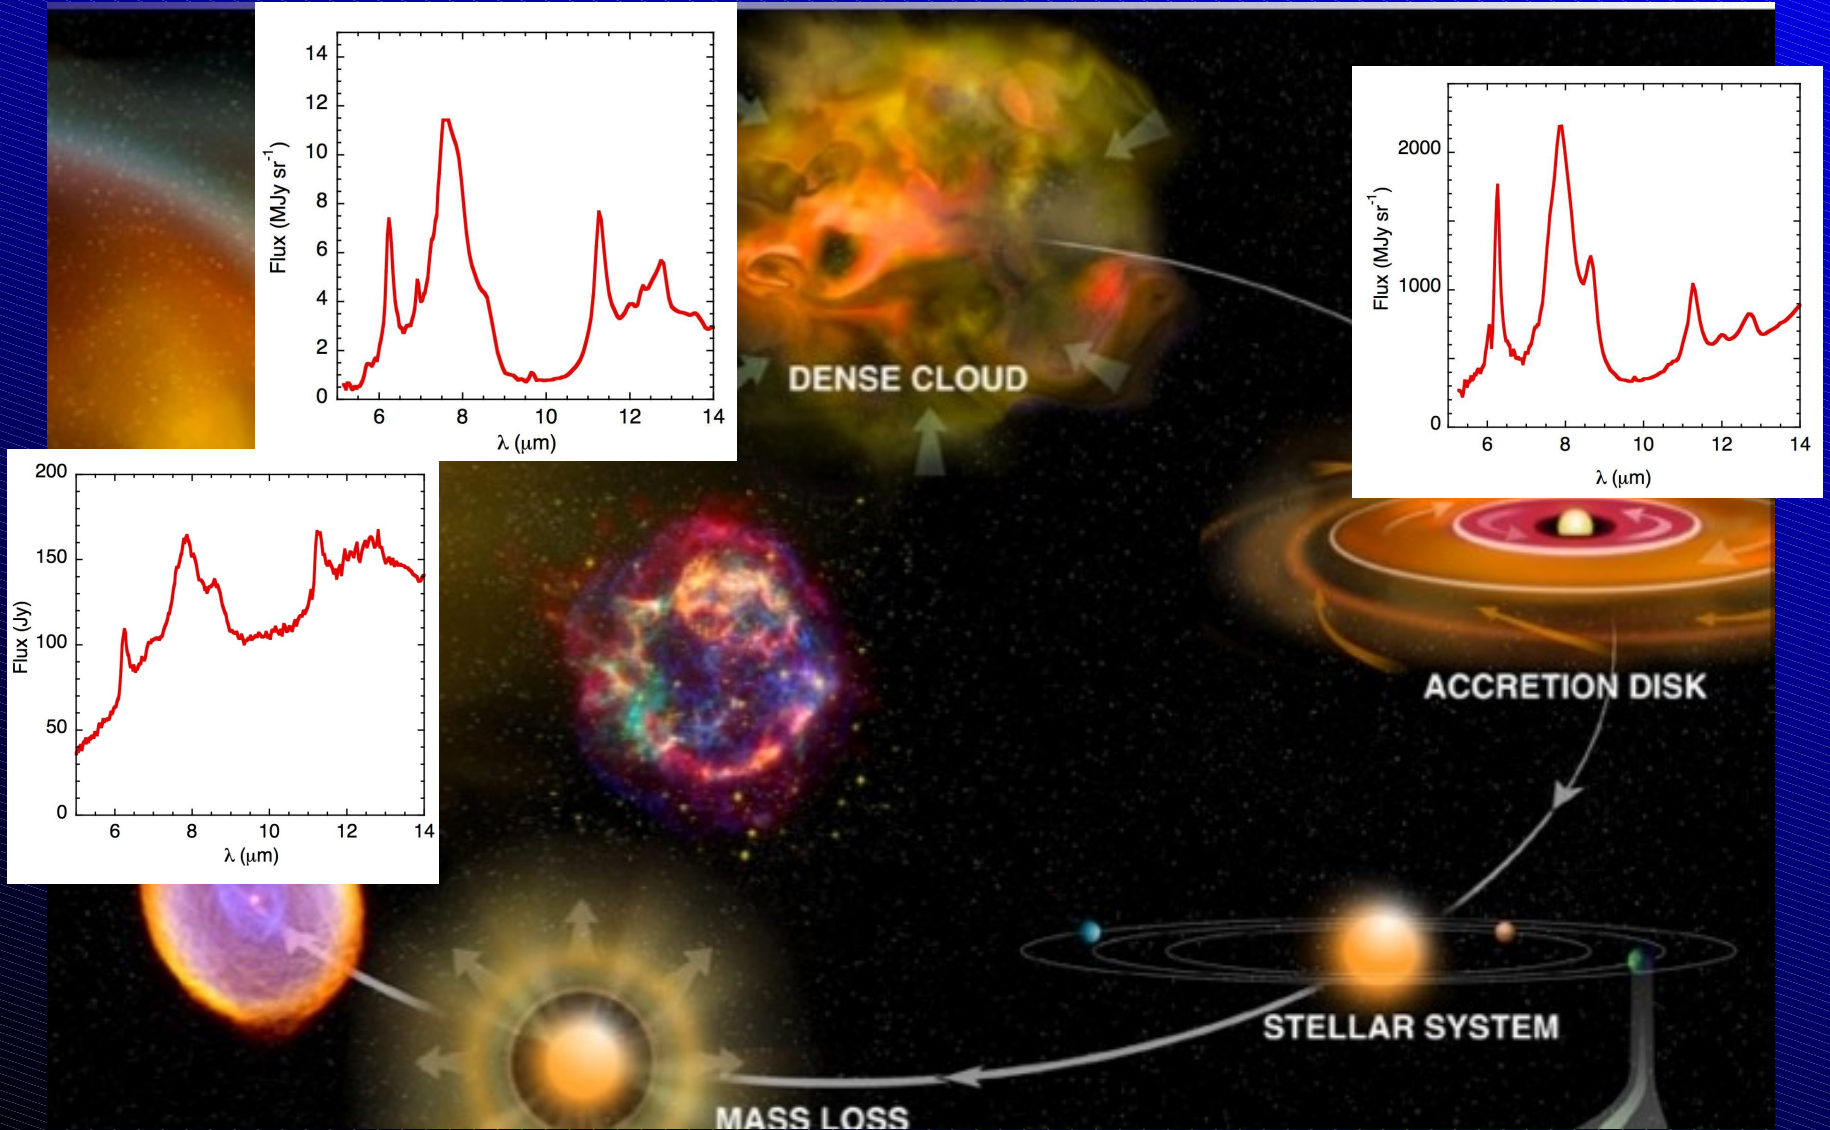 14
12
10
8
6
4
2
0
Flux (MJy sr⁻¹)
6 8 10 12 14
λ (μm)
2000
1000
0
Flux (MJy sr⁻¹)
6 8 10 12 14
λ (μm)
DENSE CLOUD
200
150
100
50
0
Flux (Jy)
6 8 10 12 14
λ (μm)
ACCRETION DISK
STELLAR SYSTEM
MASS LOSS